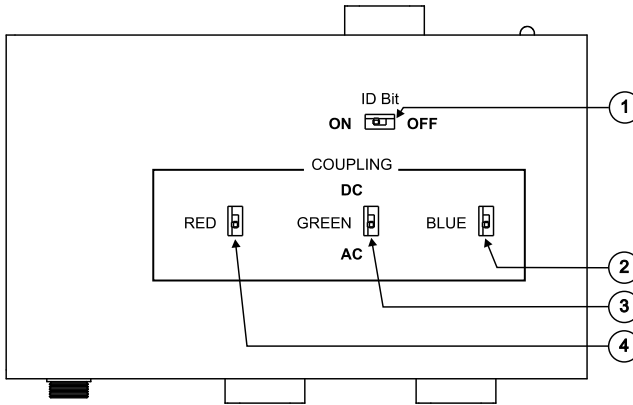 ID Bit
ON OFF
1
COUPLING
DC
RED GREEN BLUE
AC
2
3
4